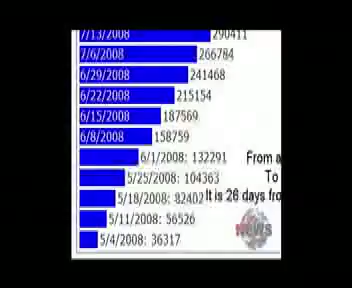 7/13/2008 290411
7/6/2008 266784
6/29/2008 241468
6/22/2008 215154
6/15/2008 187569
6/8/2008 158759
6/1/2008: 132291 From a
5/25/2008: 104363 To
5/18/2008: 82402 It is 26 days fro
5/11/2008: 56526
NEWS
5/4/2008: 36317